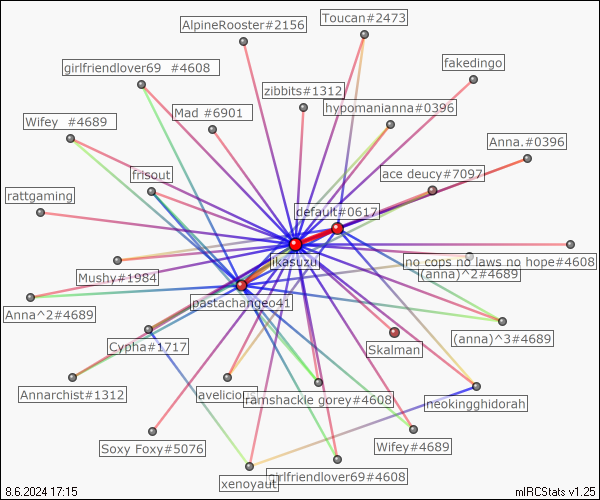 Toucan#2473
AlpineRooster#2156
fakedingo
girlfriendlover69 #4608
zibbits#1312
hypomanianna#0396
Mad #6901
Wifey #4689
Anna.#0396
frisout
ace deucy#7097
rattgaming
default#0617
jikasuzu
no cops no laws no hope#4608
(anna)^2#4689
Mushy#1984
pastachangeo41
Anna^2#4689
(anna)^3#4689
Cypha#1717
Skalman
Annarchist#1312
ramshackle gorey#4608
neokingghidorah
Soxy Foxy#5076
Wifey#4689
girlfriendlover69#4608
xenoyaut
8.6.2024 17:15
mIRCStats v1.25